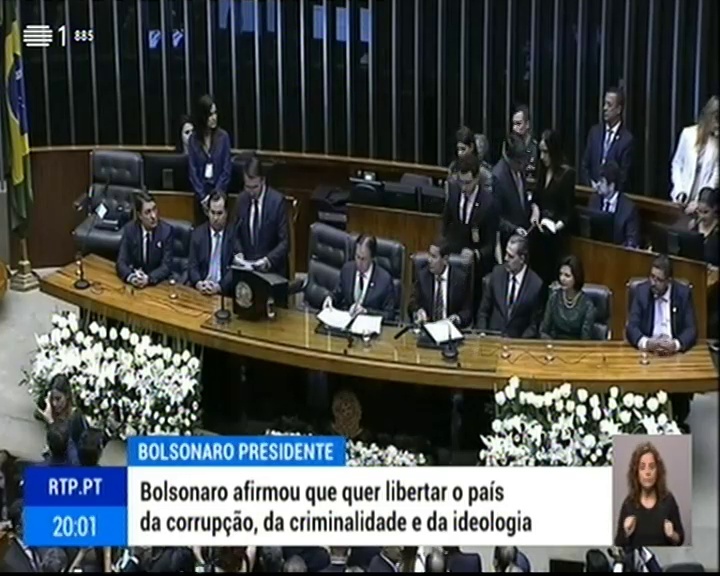 1 885
BOLSONARO PRESIDENTE
RTP.PT
20:01
Bolsonaro afirmou que quer libertar o país
da corrupção, da criminalidade e da ideologia